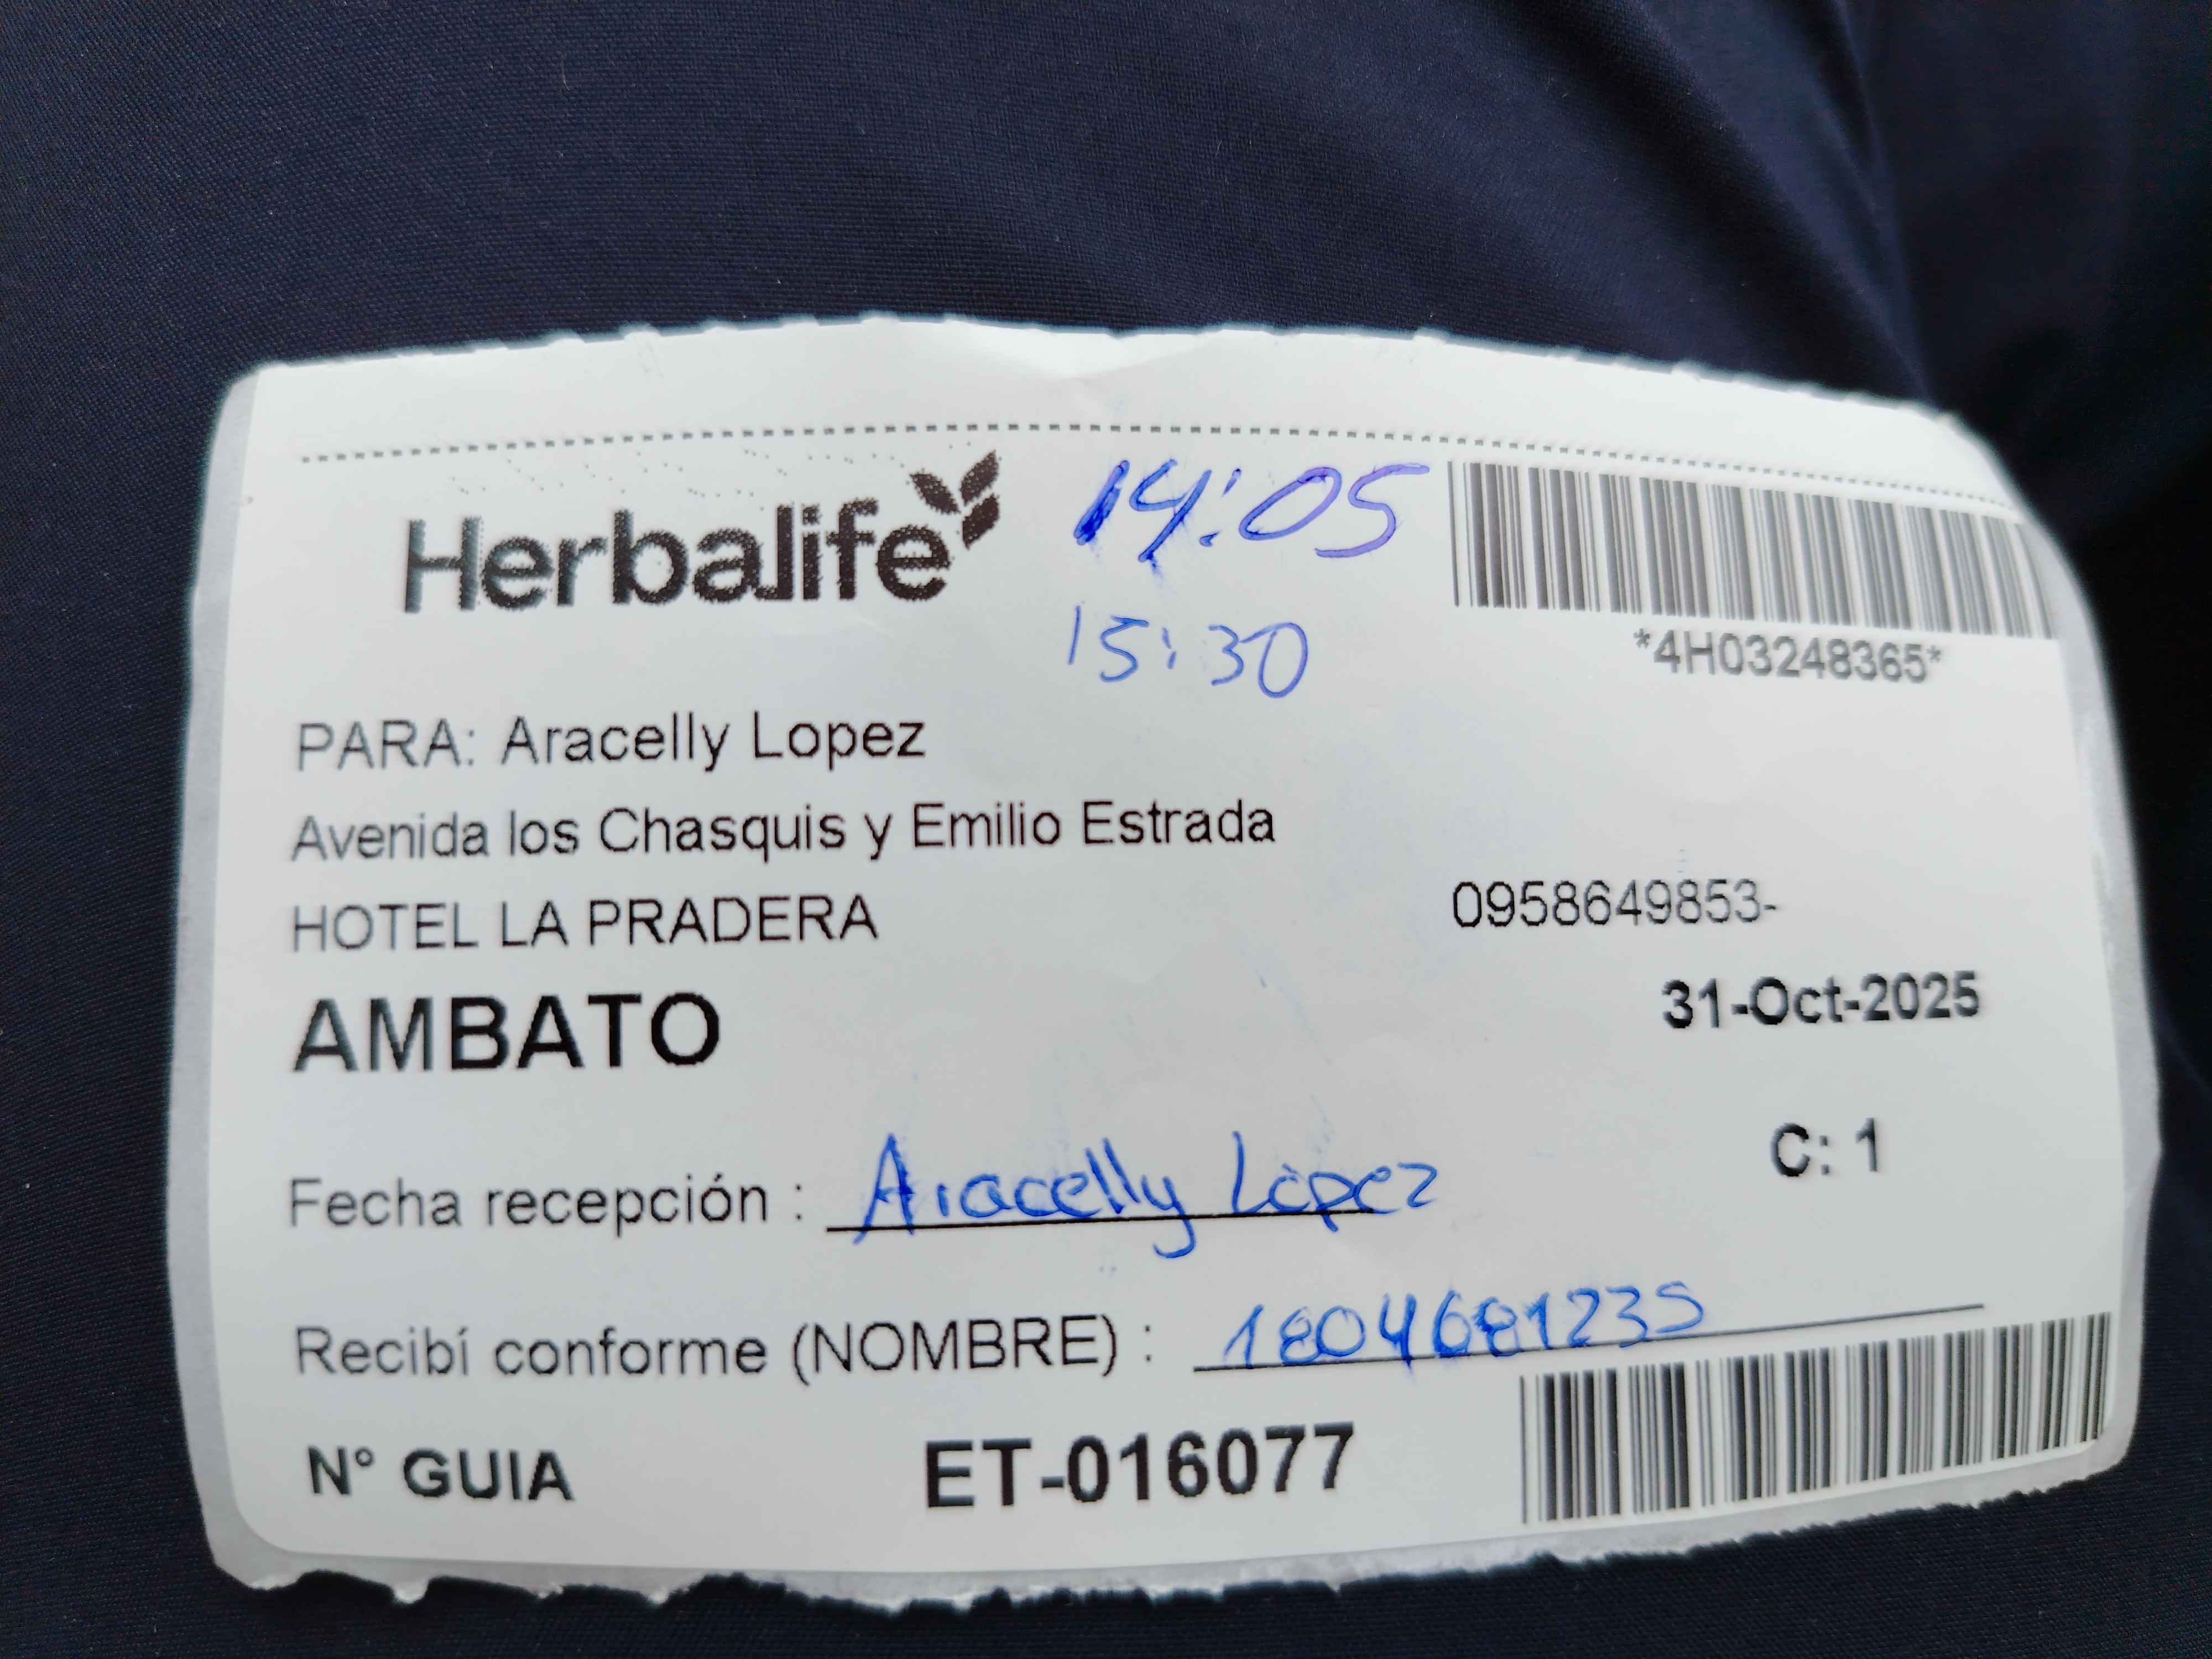 Herbalife
14:05
15:30
*4H03248365*
PARA: Aracelly Lopez
Avenida los Chasquis y Emilio Estrada
HOTEL LA PRADERA
0958649853-
AMBATO
31-Oct-2025
C: 1
Fecha recepción : Aracelly López
Recibí conforme (NOMBRE) : 1804681235
N° GUIA ET-016077